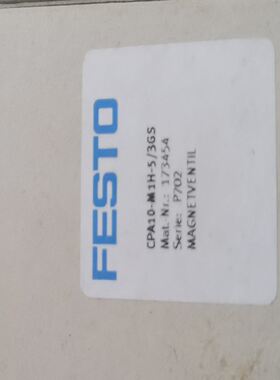 FESTO
CPA10-M1H-5/3GS
Mat. Nr.: 173454
Serie: P702
MAGNETVENTIL